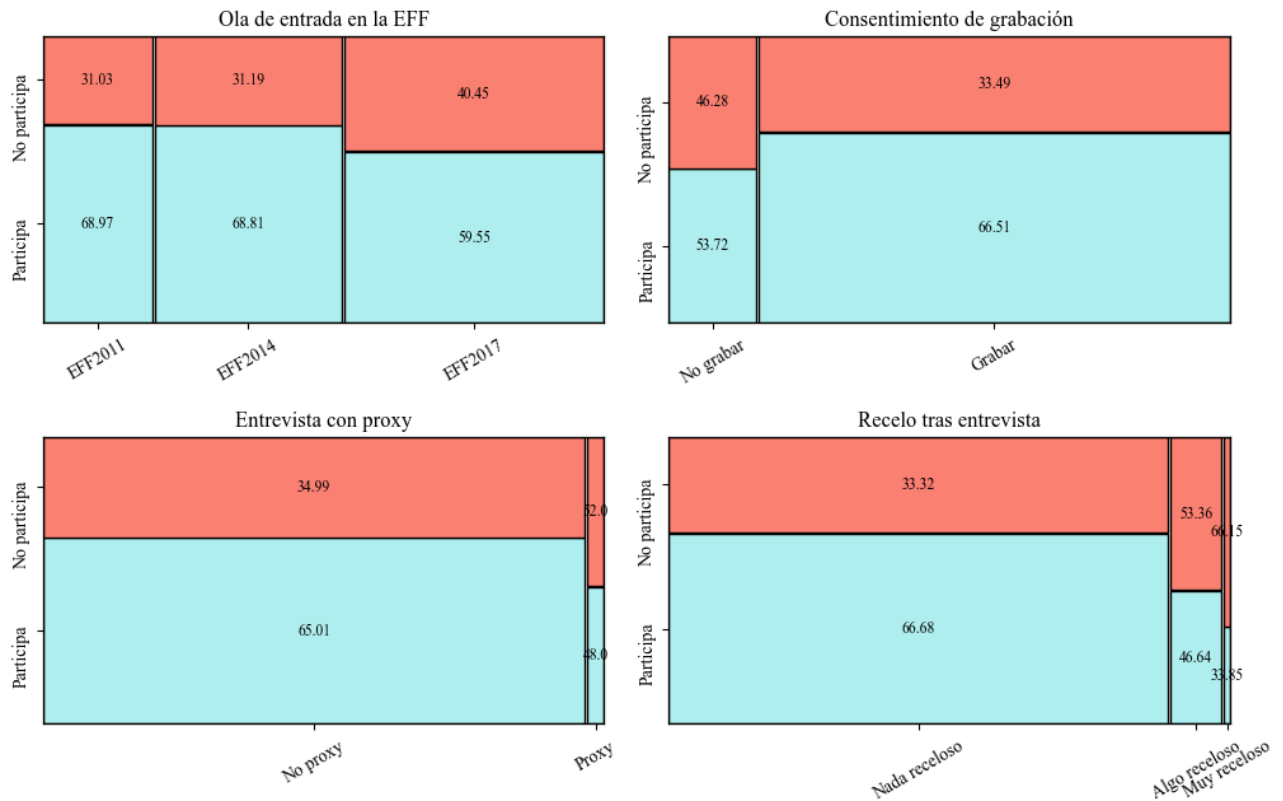 Ola de entrada en la EFF
No participa
Participa
31.03
31.19
40.45
68.97
68.81
59.55
EFF2011
EFF2014
EFF2017
Consentimiento de grabación
No participa
Participa
46.28
33.49
53.72
66.51
No grabar
Grabar
Entrevista con proxy
No participa
Participa
34.99
52.0
65.01
48.0
No proxy
Proxy
Recelo tras entrevista
No participa
Participa
33.32
53.36
66.15
66.68
46.64
33.85
Nada receloso
Algo receloso
Muy receloso